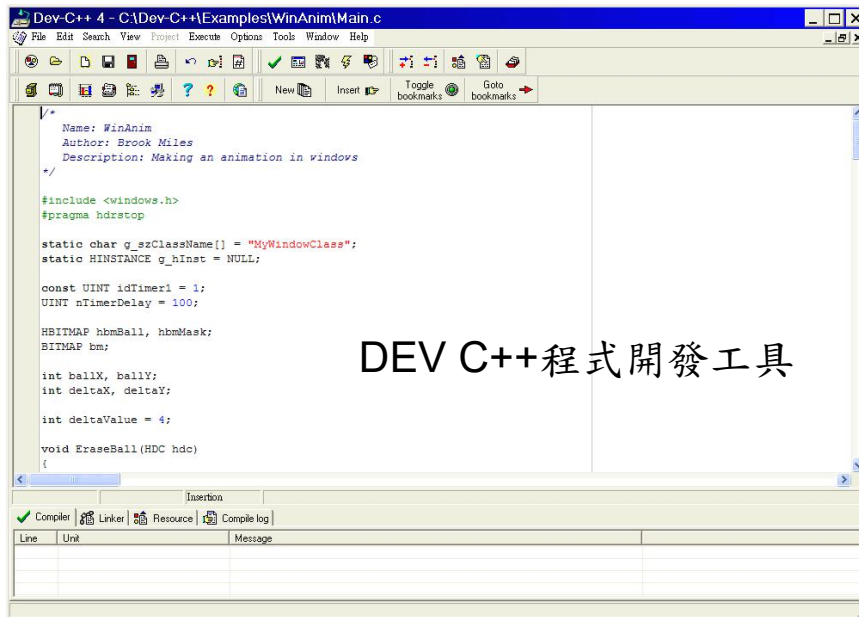 Dev-C++ 4 - C:\Dev-C++\Examples\WinAnim\Main.c
File Edit Search View Project Execute Options Tools Window Help
New Insert Toggle bookmarks Goto bookmarks
/*
Name: WinAnim
Author: Brook Miles
Description: Making an animation in windows
*/
#include <windows.h>
#pragma hdrstop
static char g_szClassName[] = "MyWindowClass";
static HINSTANCE g_hInst = NULL;
const UINT idTimer1 = 1;
UINT nTimerDelay = 100;
HBITMAP hbmBall, hbmMask;
BITMAP bm;
DEV C++程式開發工具
int ballX, ballY;
int deltaX, deltaY;
int deltaValue = 4;
void EraseBall(HDC hdc)
{
Insertion
Compiler Linker Resource Compile log
Line Unit Message